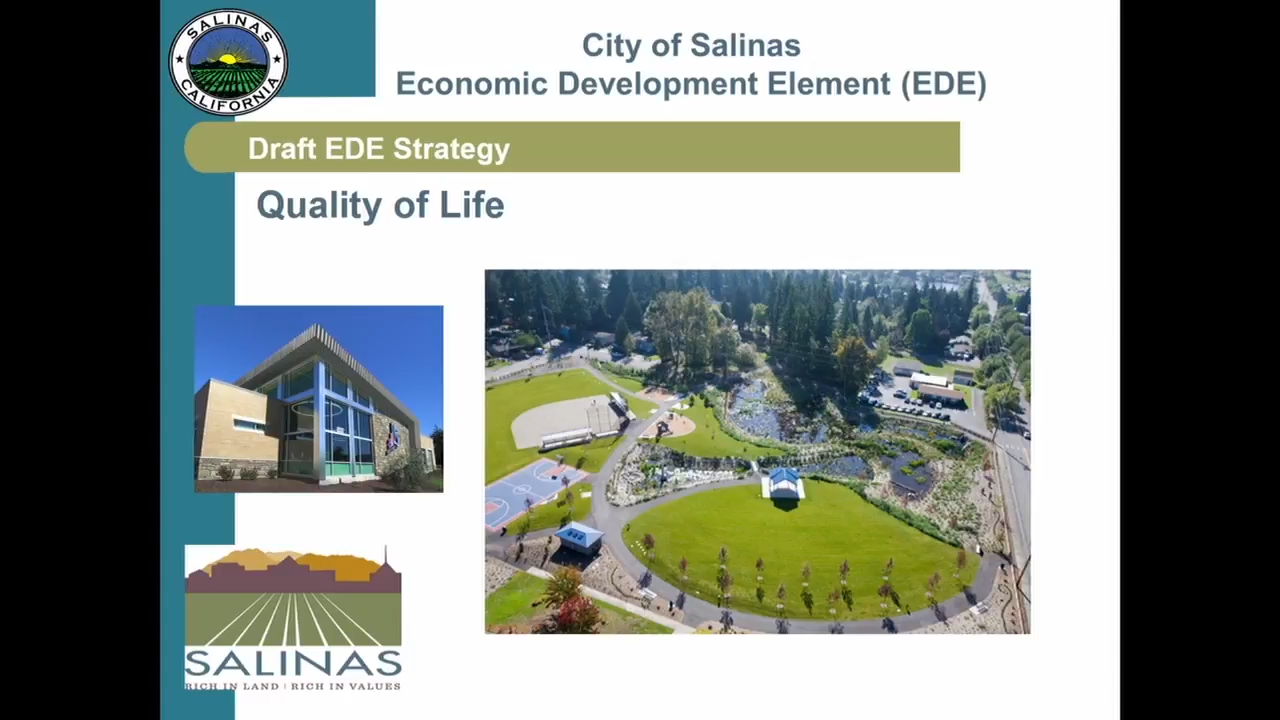 SALINAS
CALIFORNIA
City of Salinas
Economic Development Element (EDE)
Draft EDE Strategy
Quality of Life
SALINAS
RICH IN LAND | RICH IN VALUES